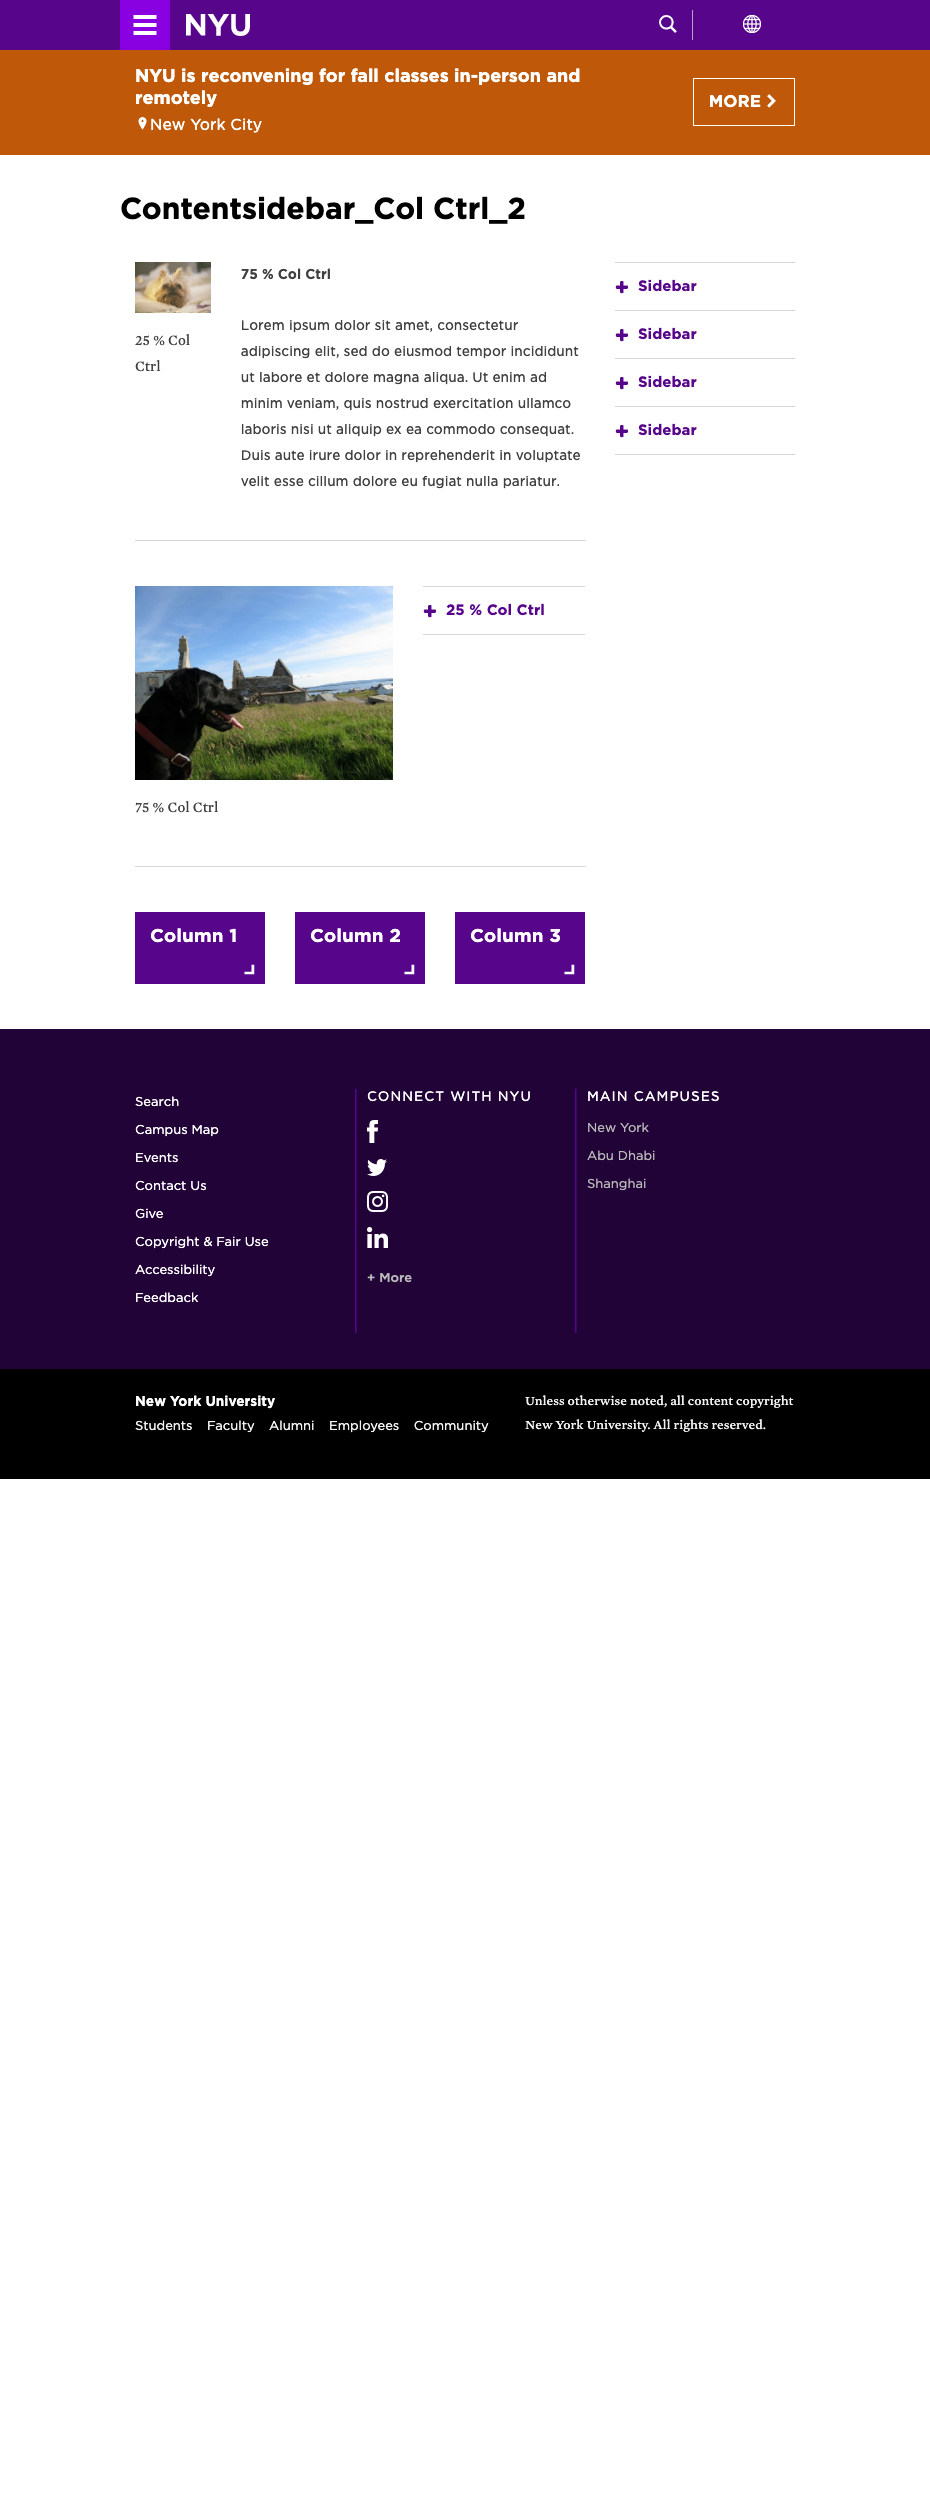 NYU
NYU is reconvening for fall classes in-person and
remotely
New York City
MORE
Contentsidebar_Col Ctrl_2
25 % Col
Ctrl
75 % Col Ctrl
Lorem ipsum dolor sit amet, consectetur
adipiscing elit, sed do eiusmod tempor incididunt
ut labore et dolore magna aliqua. Ut enim ad
minim veniam, quis nostrud exercitation ullamco
laboris nisi ut aliquip ex ea commodo consequat.
Duis aute irure dolor in reprehenderit in voluptate
velit esse cillum dolore eu fugiat nulla pariatur.
Sidebar
Sidebar
Sidebar
Sidebar
25 % Col Ctrl
75 % Col Ctrl
Column 1
Column 2
Column 3
Search
Campus Map
Events
Contact Us
Give
Copyright & Fair Use
Accessibility
Feedback
CONNECT WITH NYU
+ More
MAIN CAMPUSES
New York
Abu Dhabi
Shanghai
New York University
Students Faculty Alumni Employees Community
Unless otherwise noted, all content copyright
New York University. All rights reserved.